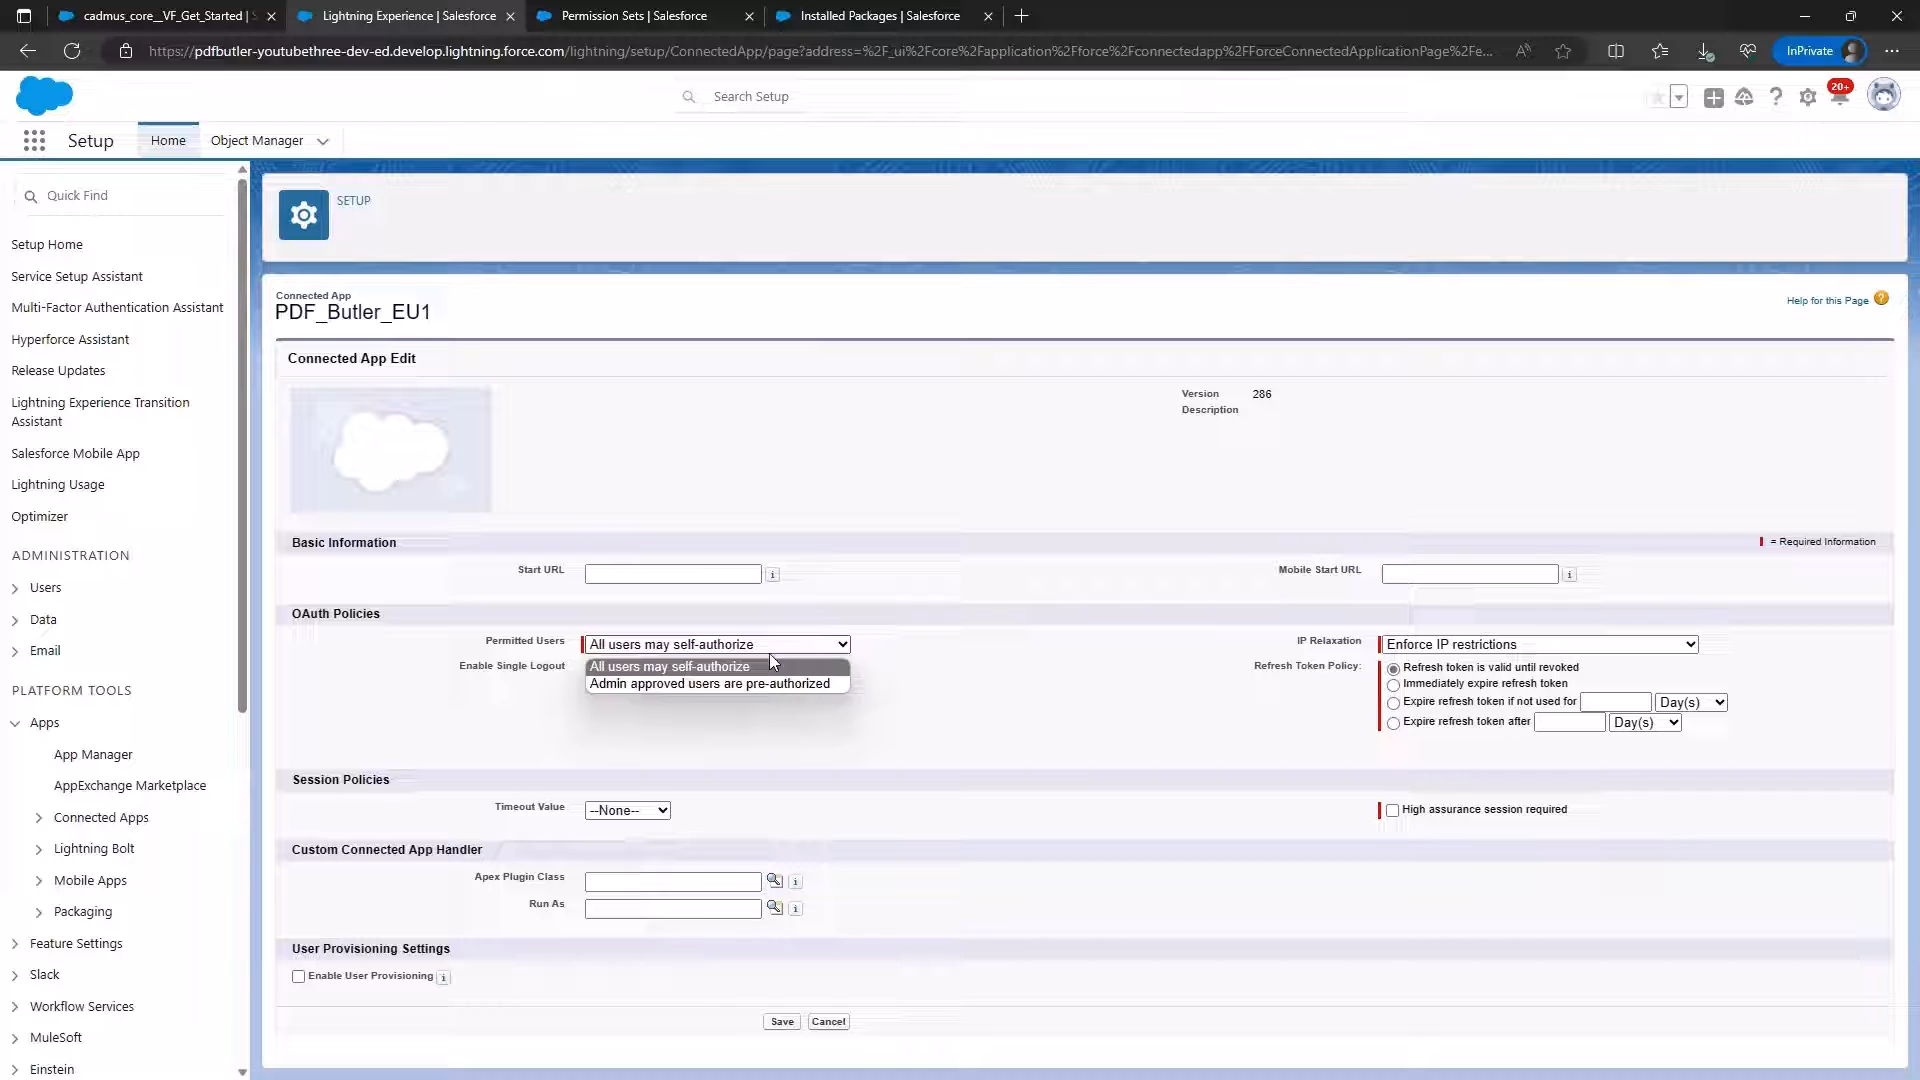 cadmus_core__VF_Get_Started | S
Lightning Experience | Salesforce
Permission Sets | Salesforce
Installed Packages | Salesforce
https://pdfbutler-youtubethree-dev-ed.develop.lightning.force.com/lightning/setup/ConnectedApp/page?address=%2F_ui%2Fcore%2Fapplication%2Fforce%2Fconnectedapp%2FForceConnectedApplicationPage%2Fe...
InPrivate
Search Setup
20+
Setup
Home
Object Manager
Quick Find
Setup Home
Service Setup Assistant
Multi-Factor Authentication Assistant
Hyperforce Assistant
Release Updates
Lightning Experience Transition
Assistant
Salesforce Mobile App
Lightning Usage
Optimizer
ADMINISTRATION
Users
Data
Email
PLATFORM TOOLS
Apps
App Manager
AppExchange Marketplace
Connected Apps
Lightning Bolt
Mobile Apps
Packaging
Feature Settings
Slack
Workflow Services
MuleSoft
Einstein
SETUP
Connected App
PDF_Butler_EU1
Help for this Page
Connected App Edit
Version 286
Description
Basic Information
= Required Information
Start URL
Mobile Start URL
OAuth Policies
Permitted Users All users may self-authorize
All users may self-authorize
Admin approved users are pre-authorized
Enable Single Logout
IP Relaxation Enforce IP restrictions
Refresh Token Policy: Refresh token is valid until revoked
Immediately expire refresh token
Expire refresh token if not used for Day(s)
Expire refresh token after Day(s)
Session Policies
Timeout Value --None--
High assurance session required
Custom Connected App Handler
Apex Plugin Class
Run As
User Provisioning Settings
Enable User Provisioning
Save Cancel